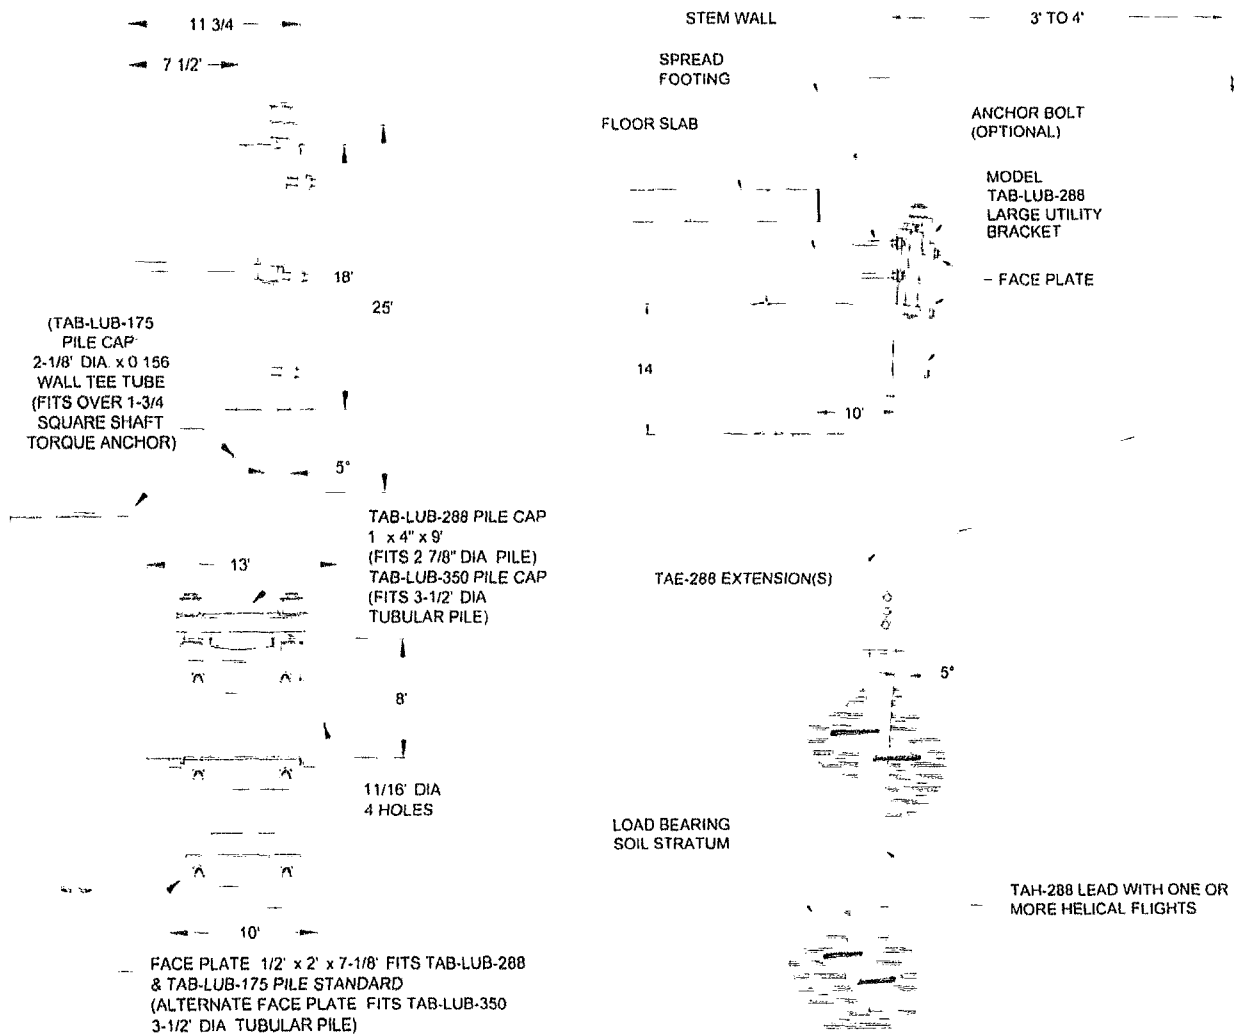 11 3/4
7 1/2'
18'
25'
(TAB-LUB-175
PILE CAP
2-1/8' DIA. x 0 156
WALL TEE TUBE
(FITS OVER 1-3/4
SQUARE SHAFT
TORQUE ANCHOR)
5°
TAB-LUB-288 PILE CAP
1 x 4" x 9'
(FITS 2 7/8" DIA PILE)
TAB-LUB-350 PILE CAP
(FITS 3-1/2' DIA
TUBULAR PILE)
13'
8'
11/16' DIA
4 HOLES
10'
FACE PLATE 1/2' x 2' x 7-1/8' FITS TAB-LUB-288
& TAB-LUB-175 PILE STANDARD
(ALTERNATE FACE PLATE FITS TAB-LUB-350
3-1/2' DIA TUBULAR PILE)
STEM WALL
3' TO 4'
SPREAD
FOOTING
FLOOR SLAB
ANCHOR BOLT
(OPTIONAL)
MODEL
TAB-LUB-288
LARGE UTILITY
BRACKET
FACE PLATE
14
10'
TAE-288 EXTENSION(S)
5°
LOAD BEARING
SOIL STRATUM
TAH-288 LEAD WITH ONE OR
MORE HELICAL FLIGHTS